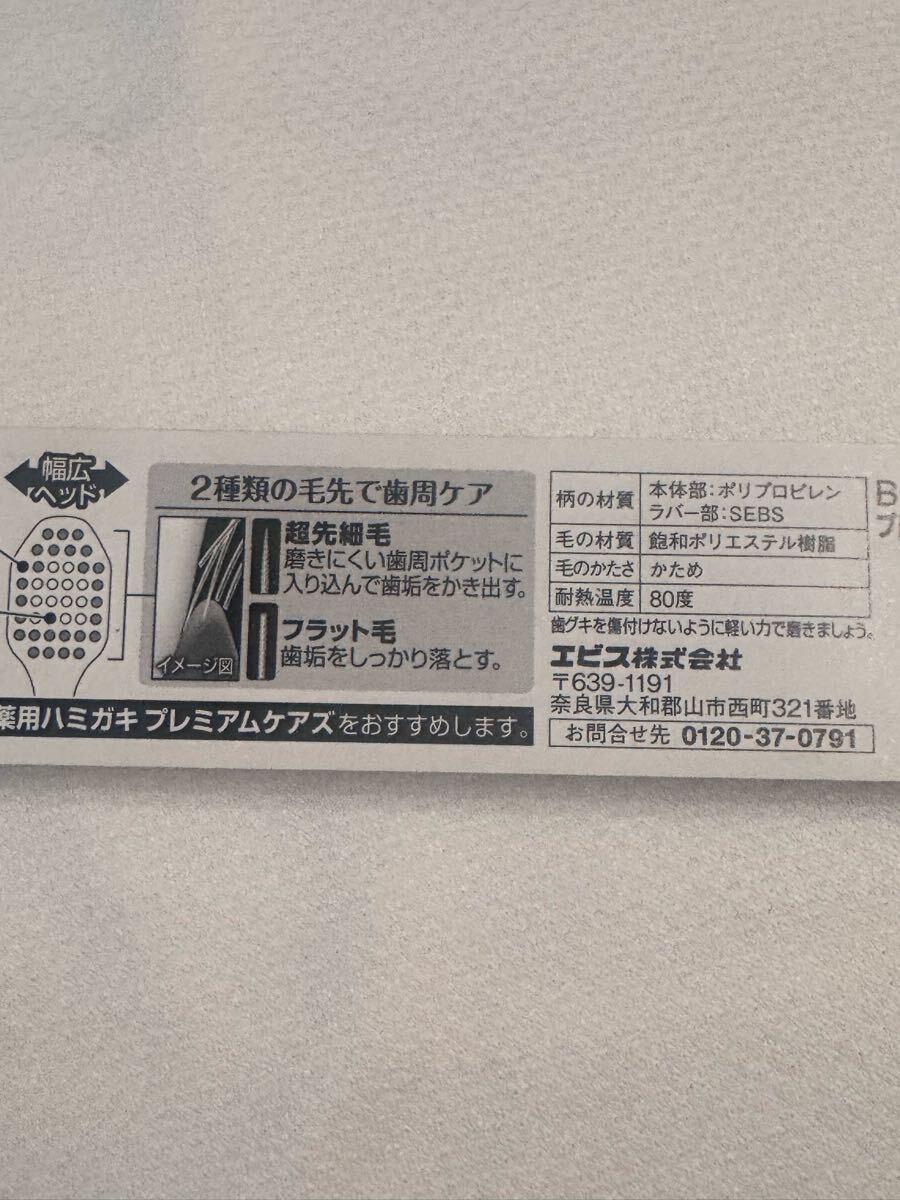 幅広
ヘッド
2種類の毛先で歯周ケア
超先細毛
磨きにくい歯周ポケットに
入り込んで歯垢をかき出す。
フラット毛
歯垢をしっかり落とす。
イメージ図
薬用ハミガキ プレミアムケアズをおすすめします。
柄の材質 本体部:ポリプロピレン
ラバー部:SEBS
毛の材質 飽和ポリエステル樹脂
毛のかたさ かため
耐熱温度 80度
歯グキを傷付けないように軽い力で磨きましょう。
エビス株式会社
〒639-1191
奈良県大和郡山市西町321番地
お問合せ先 0120-37-0791
B